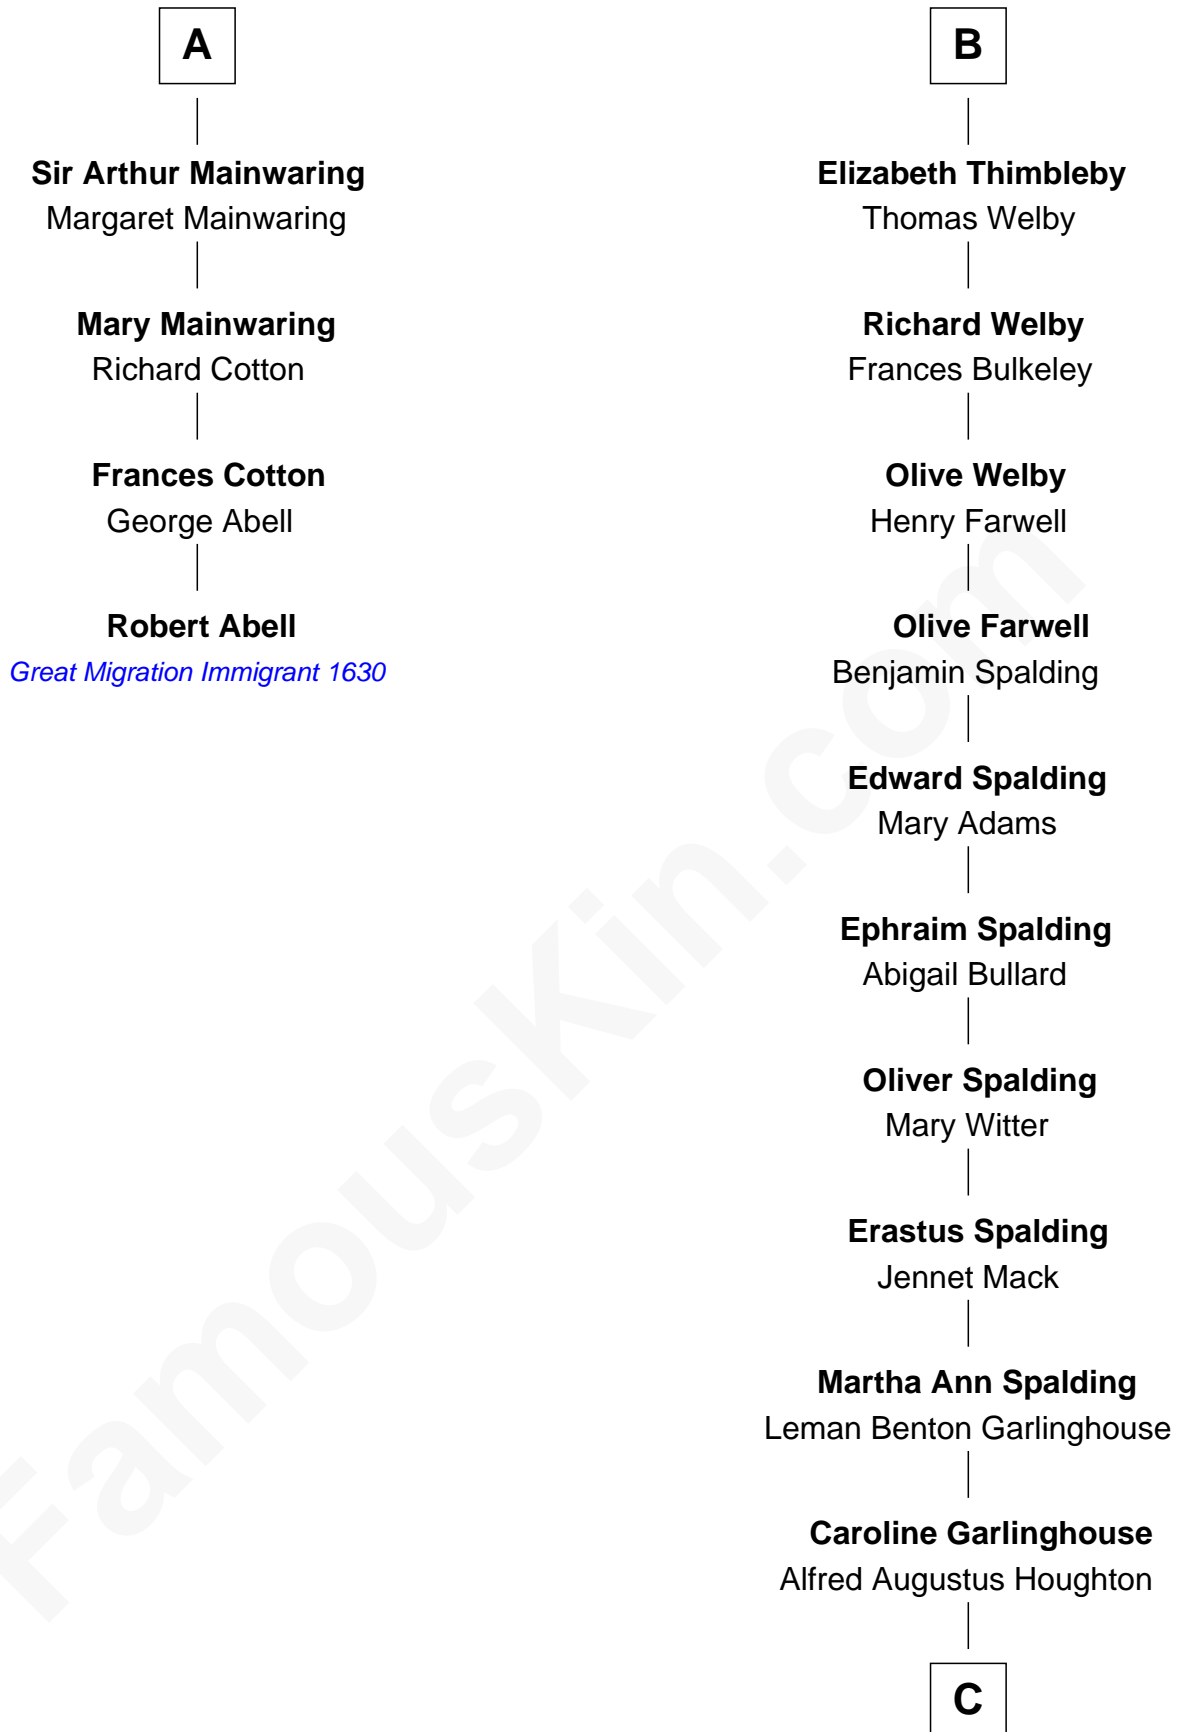 A
Sir Arthur Mainwaring
Margaret Mainwaring
Mary Mainwaring
Richard Cotton
Frances Cotton
George Abell
Robert Abell
Great Migration Immigrant 1630
B
Elizabeth Thimbleby
Thomas Welby
Richard Welby
Frances Bulkeley
Olive Welby
Henry Farwell
Olive Farwell
Benjamin Spalding
Edward Spalding
Mary Adams
Ephraim Spalding
Abigail Bullard
Oliver Spalding
Mary Witter
Erastus Spalding
Jennet Mack
Martha Ann Spalding
Leman Benton Garlinghouse
Caroline Garlinghouse
Alfred Augustus Houghton
C
FamousKin.com